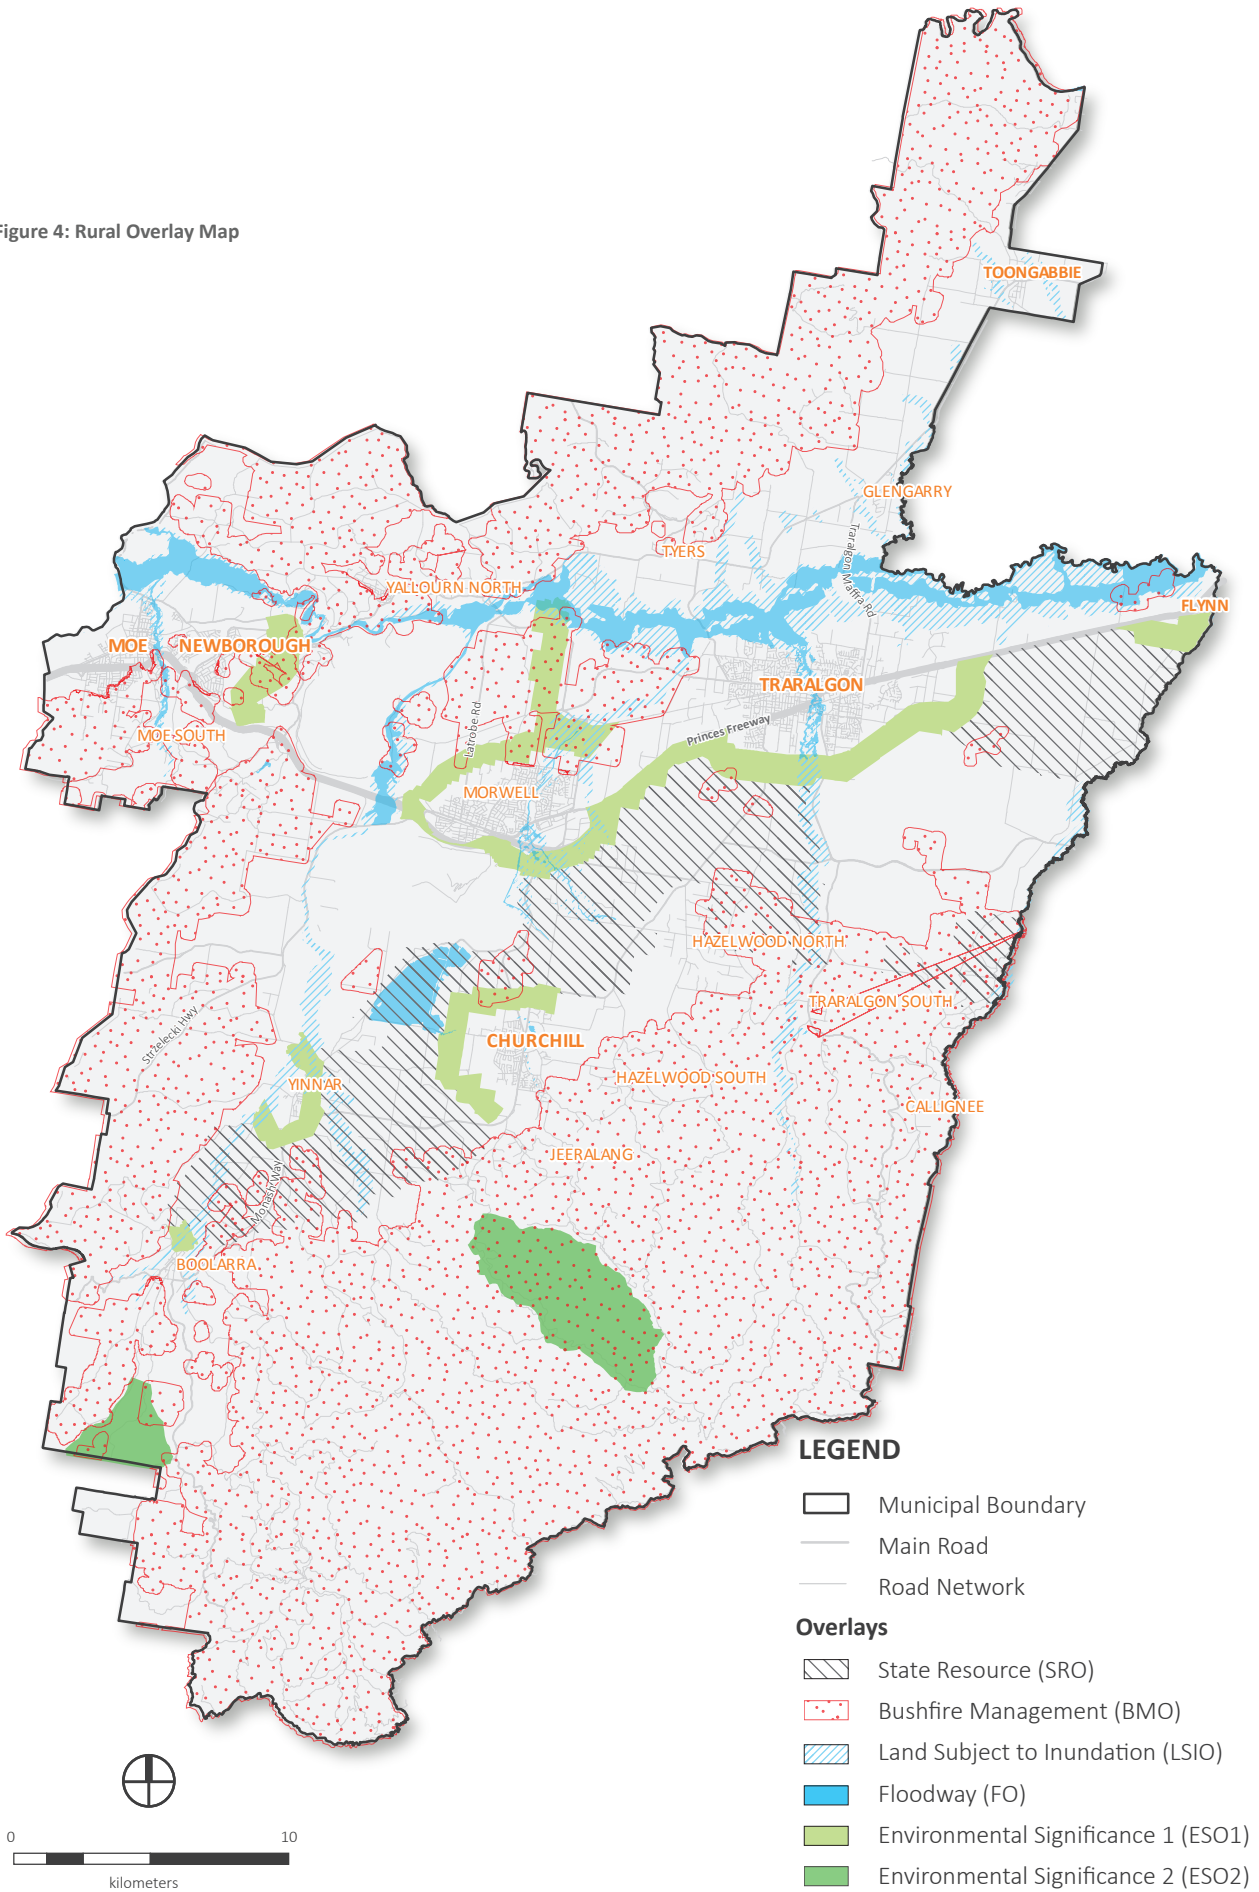 Figure 4: Rural Overlay Map
TOONGABBIE
GLENGARRY
TYERS
Traralgon Maffra Rd
YALLOURN NORTH
FLYNN
MOE
NEWBOROUGH
TRARALGON
Princes Freeway
Latrobe Rd
MOE SOUTH
MORWELL
HAZELWOOD NORTH
TRARALGON SOUTH
Strzelecki Hwy
CHURCHILL
HAZELWOOD SOUTH
YINNAR
CALLIGNEE
JEERALANG
Monash Way
BOOLARRA
LEGEND
Municipal Boundary
Main Road
Road Network
Overlays
State Resource (SRO)
Bushfire Management (BMO)
Land Subject to Inundation (LSIO)
Floodway (FO)
Environmental Significance 1 (ESO1)
Environmental Significance 2 (ESO2)
0 10
kilometers